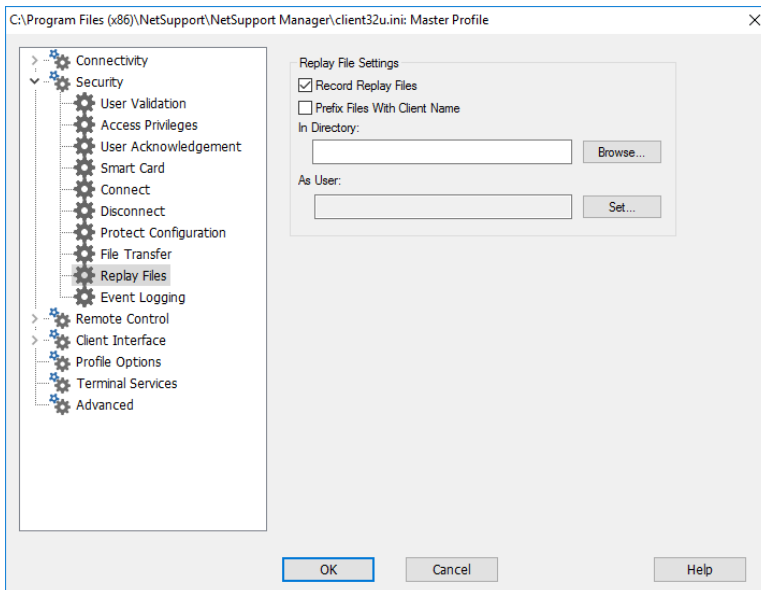 C:\Program Files (x86)\NetSupport\NetSupport Manager\client32u.ini: Master Profile
Connectivity
Security
User Validation
Access Privileges
User Acknowledgement
Smart Card
Connect
Disconnect
Protect Configuration
File Transfer
Replay Files
Event Logging
Remote Control
Client Interface
Profile Options
Terminal Services
Advanced
Replay File Settings
Record Replay Files
Prefix Files With Client Name
In Directory:
Browse...
As User:
Set...
OK
Cancel
Help